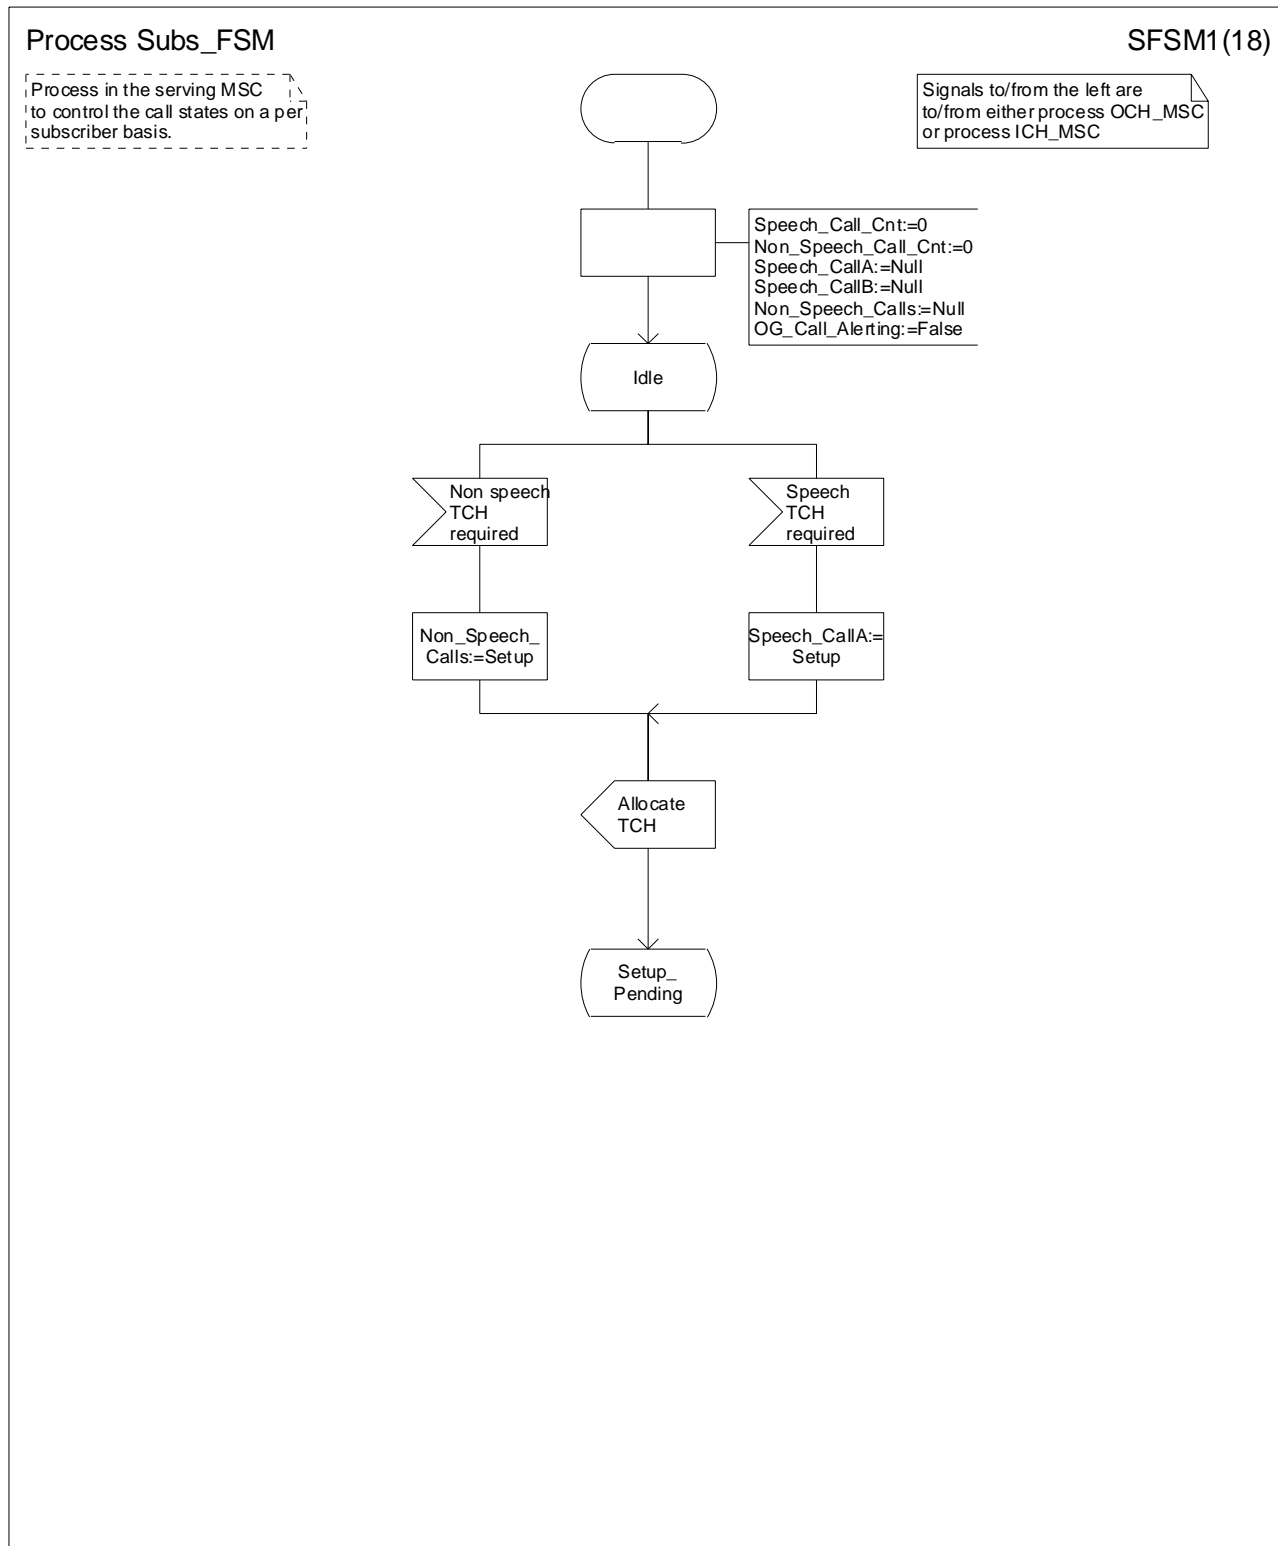 Process Subs_FSM
SFSM1(18)
Process in the serving MSC
to control the call states on a per
subscriber basis.
Signals to/from the left are
to/from either process OCH_MSC
or process ICH_MSC
Speech_Call_Cnt:=0
Non_Speech_Call_Cnt:=0
Speech_CallA:=Null
Speech_CallB:=Null
Non_Speech_Calls:=Null
OG_Call_Alerting:=False
Idle
Non speech
TCH
required
Speech
TCH
required
Non_Speech_
Calls:=Setup
Speech_CallA:=
Setup
Allocate
TCH
Setup_
Pending